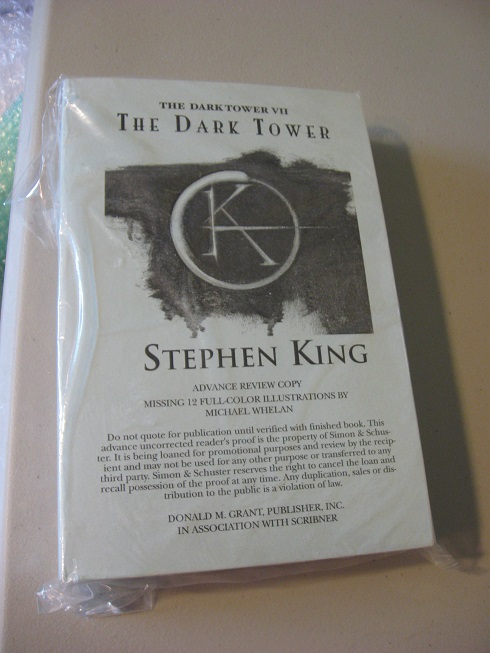 THE DARK TOWER VII
THE DARK TOWER
K
STEPHEN KING
ADVANCE REVIEW COPY
MISSING 12 FULL-COLOR ILLUSTRATIONS BY
MICHAEL WHELAN
Do not quote for publication until verified with finished book. This
advance uncorrected reader's proof is the property of Simon & Schus-
ter. It is being loaned for promotional purposes and review by the recip-
ient and may not be used for any other purpose or transferred to any
third party. Simon & Schuster reserves the right to cancel the loan and
recall possession of the proof at any time. Any duplication, sales or dis-
tribution to the public is a violation of law.
DONALD M. GRANT, PUBLISHER, INC.
IN ASSOCIATION WITH SCRIBNER